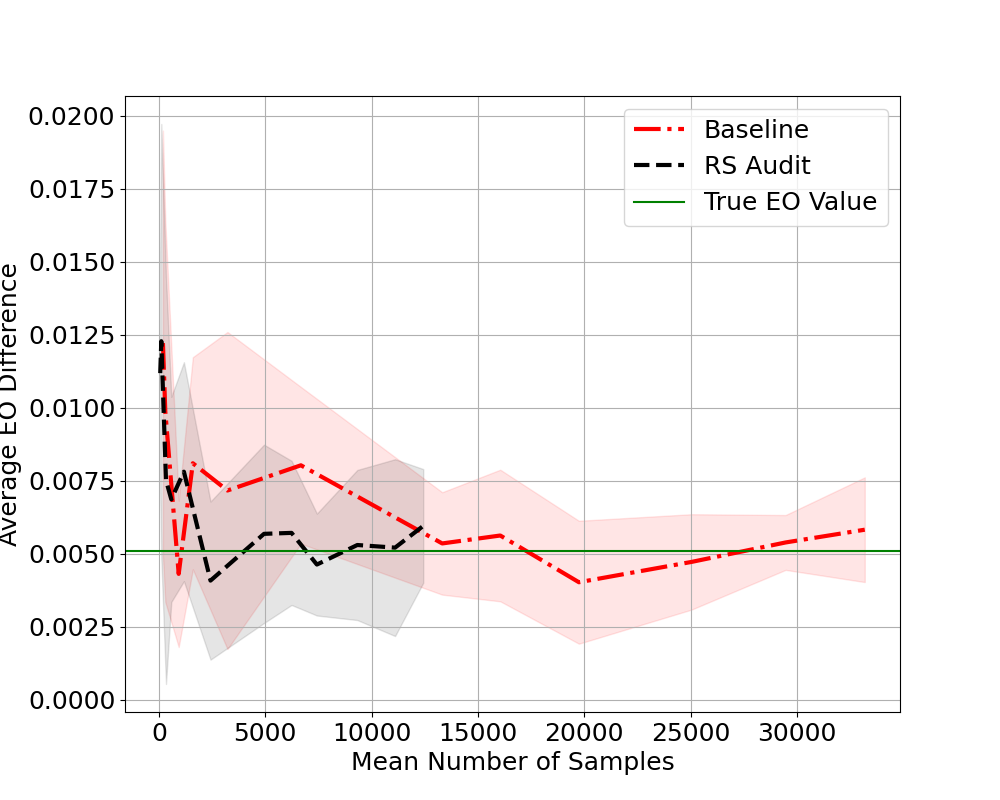 0.0200
0.0175
0.0150
0.0125
0.0100
0.0075
0.0050
0.0025
0.0000
Average EO Difference
Baseline
RS Audit
True EO Value
0 5000 10000 15000 20000 25000 30000
Mean Number of Samples